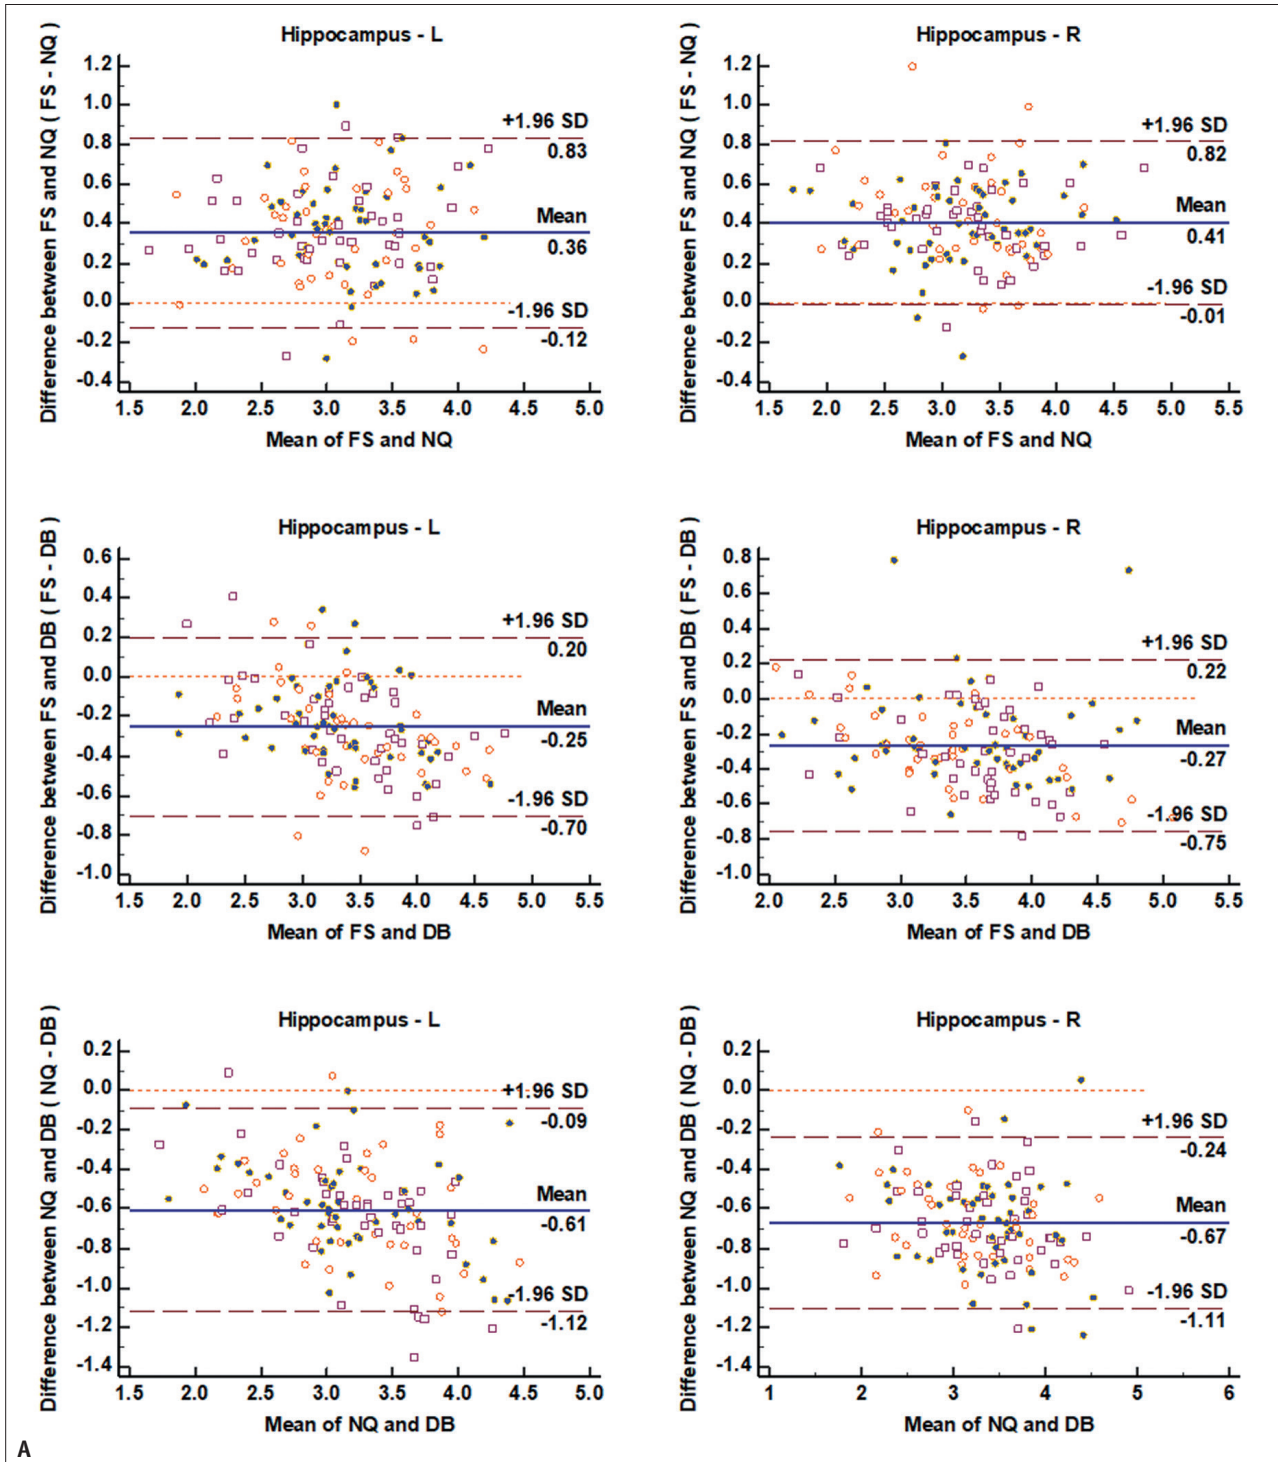 Hippocampus - L
Difference between FS and NQ ( FS - NQ)
1.2
1.0
0.8
0.6
0.4
0.2
0.0
-0.2
-0.4
+1.96 SD
0.83
Mean
0.36
-1.96 SD
-0.12
1.5 2.0 2.5 3.0 3.5 4.0 4.5 5.0
Mean of FS and NQ
Hippocampus - R
Difference between FS and NQ ( FS - NQ)
1.2
1.0
0.8
0.6
0.4
0.2
0.0
-0.2
-0.4
+1.96 SD
0.82
Mean
0.41
-1.96 SD
-0.01
1.5 2.0 2.5 3.0 3.5 4.0 4.5 5.0 5.5
Mean of FS and NQ
Hippocampus - L
Difference between FS and DB ( FS - DB)
0.6
0.4
0.2
0.0
-0.2
-0.4
-0.6
-0.8
-1.0
+1.96 SD
0.20
Mean
-0.25
-1.96 SD
-0.70
1.5 2.0 2.5 3.0 3.5 4.0 4.5 5.0 5.5
Mean of FS and DB
Hippocampus - R
Difference between FS and DB ( FS - DB)
0.8
0.6
0.4
0.2
0.0
-0.2
-0.4
-0.6
-0.8
-1.0
+1.96 SD
0.22
Mean
-0.27
-1.96 SD
-0.75
2.0 2.5 3.0 3.5 4.0 4.5 5.0 5.5
Mean of FS and DB
Hippocampus - L
Difference between NQ and DB ( NQ - DB)
0.2
0.0
-0.2
-0.4
-0.6
-0.8
-1.0
-1.2
-1.4
+1.96 SD
-0.09
Mean
-0.61
-1.96 SD
-1.12
1.5 2.0 2.5 3.0 3.5 4.0 4.5 5.0
Mean of NQ and DB
Hippocampus - R
Difference between NQ and DB ( NQ - DB)
0.2
0.0
-0.2
-0.4
-0.6
-0.8
-1.0
-1.2
-1.4
+1.96 SD
-0.24
Mean
-0.67
-1.96 SD
-1.11
1 2 3 4 5 6
Mean of NQ and DB
A